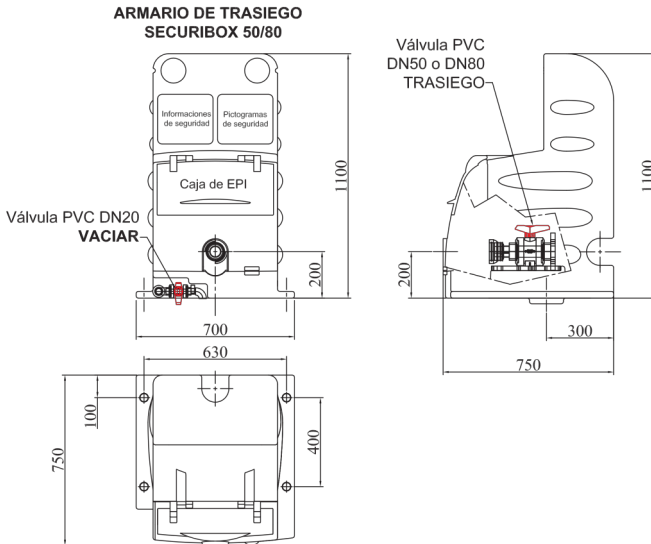 ARMARIO DE TRASIEGO
SECURIBOX 50/80
Informaciones
de seguridad
Pictogramas
de seguridad
Caja de EPI
Válvula PVC DN20
VACIAR
1100
200
700
630
Válvula PVC
DN50 o DN80
TRASIEGO
1100
200
300
750
100
400
750